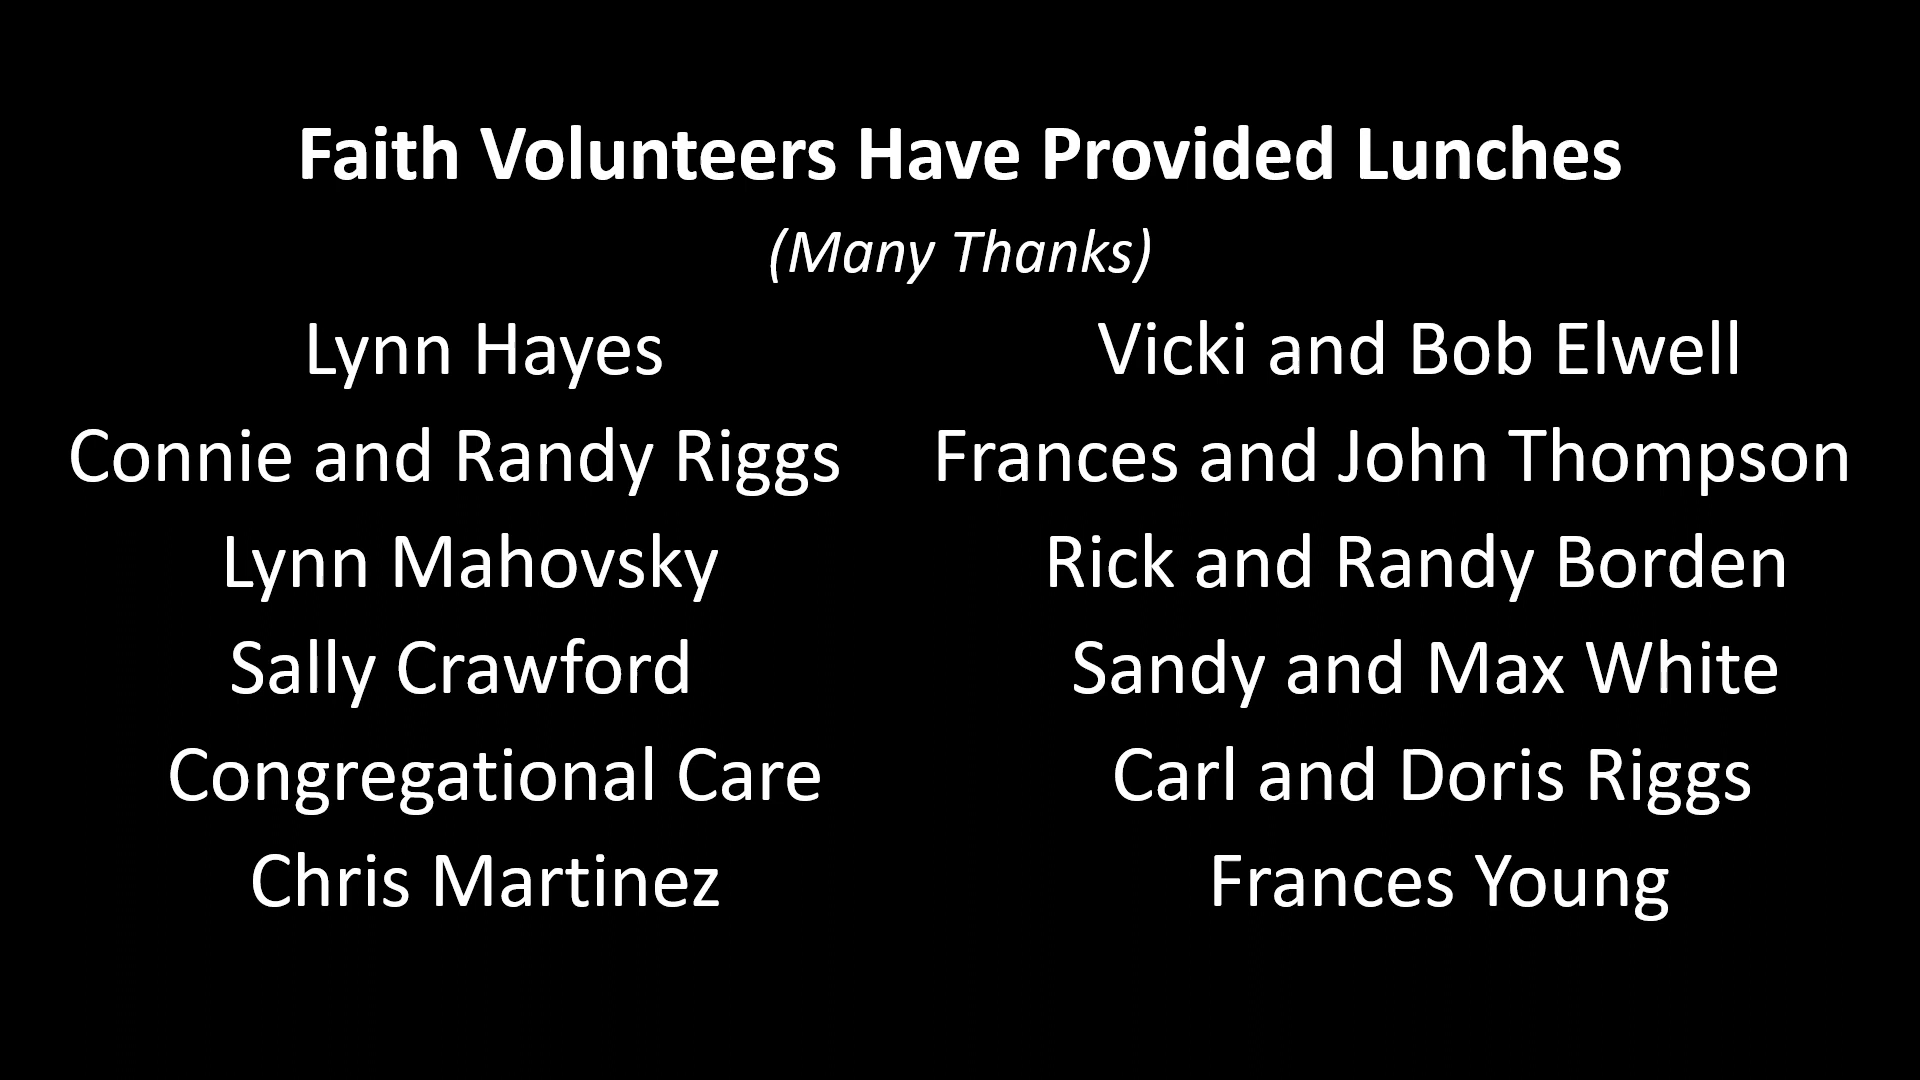 Faith Volunteers Have Provided Lunches
(Many Thanks)
Lynn Hayes Vicki and Bob Elwell
Connie and Randy Riggs Frances and John Thompson
Lynn Mahovsky Rick and Randy Borden
Sally Crawford Sandy and Max White
Congregational Care Carl and Doris Riggs
Chris Martinez Frances Young